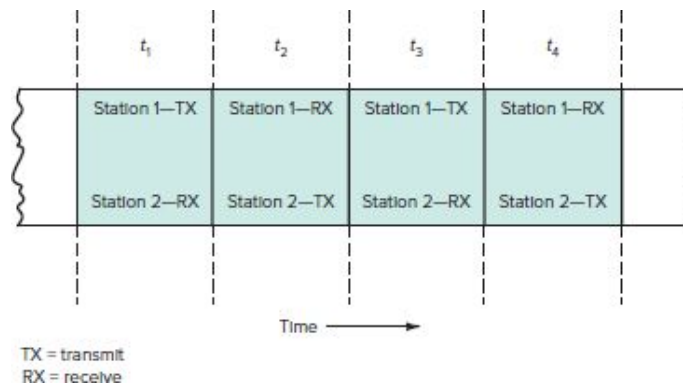 t1 t2 t3 t4
Station 1—TX Station 1—RX Station 1—TX Station 1—RX
Station 2—RX Station 2—TX Station 2—RX Station 2—TX
Time
TX = transmit
RX = receive